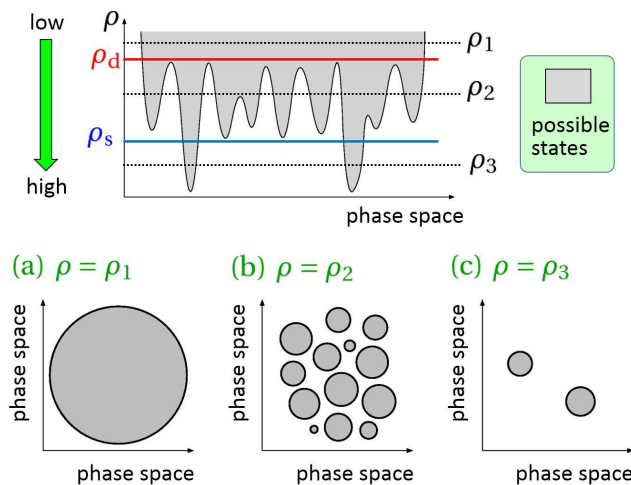 low
high
ρ
ρ1
ρd
ρ2
ρs
ρ3
phase space
possible
states
(a) ρ = ρ1
(b) ρ = ρ2
(c) ρ = ρ3
phase space
phase space
phase space
phase space
phase space
phase space